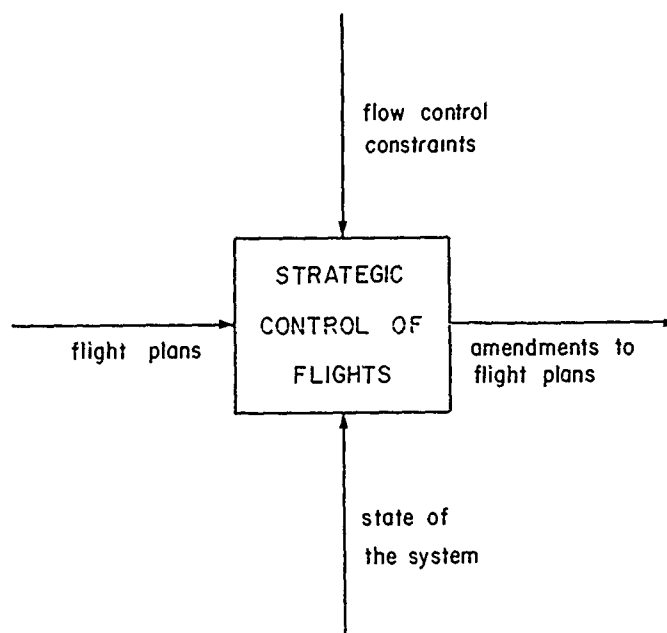 flow control
constraints
STRATEGIC
CONTROL OF
FLIGHTS
flight plans
amendments to
flight plans
state of
the system